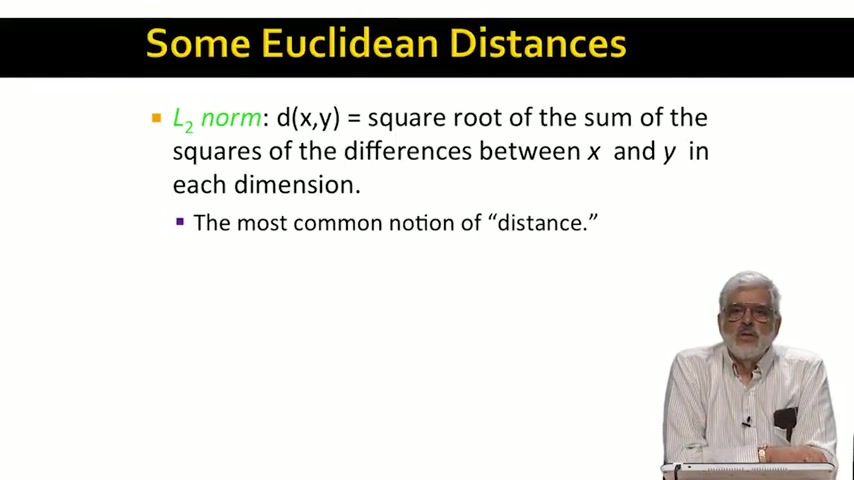 Some Euclidean Distances
L2 norm: d(x,y) = square root of the sum of the
squares of the differences between x and y in
each dimension.
The most common notion of “distance.”